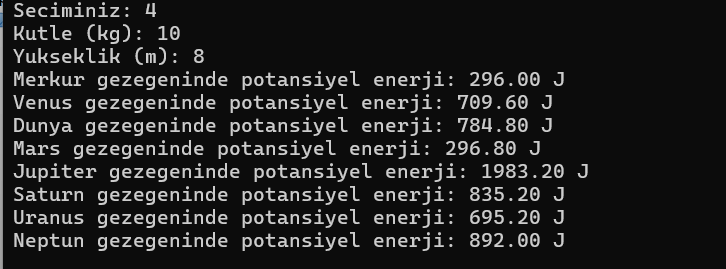 Seciminiz: 4
Kutle (kg): 10
Yukseklik (m): 8
Merkur gezegeninde potansiyel enerji: 296.00 J
Venus gezegeninde potansiyel enerji: 709.60 J
Dunya gezegeninde potansiyel enerji: 784.80 J
Mars gezegeninde potansiyel enerji: 296.80 J
Jupiter gezegeninde potansiyel enerji: 1983.20 J
Saturn gezegeninde potansiyel enerji: 835.20 J
Uranus gezegeninde potansiyel enerji: 695.20 J
Neptun gezegeninde potansiyel enerji: 892.00 J